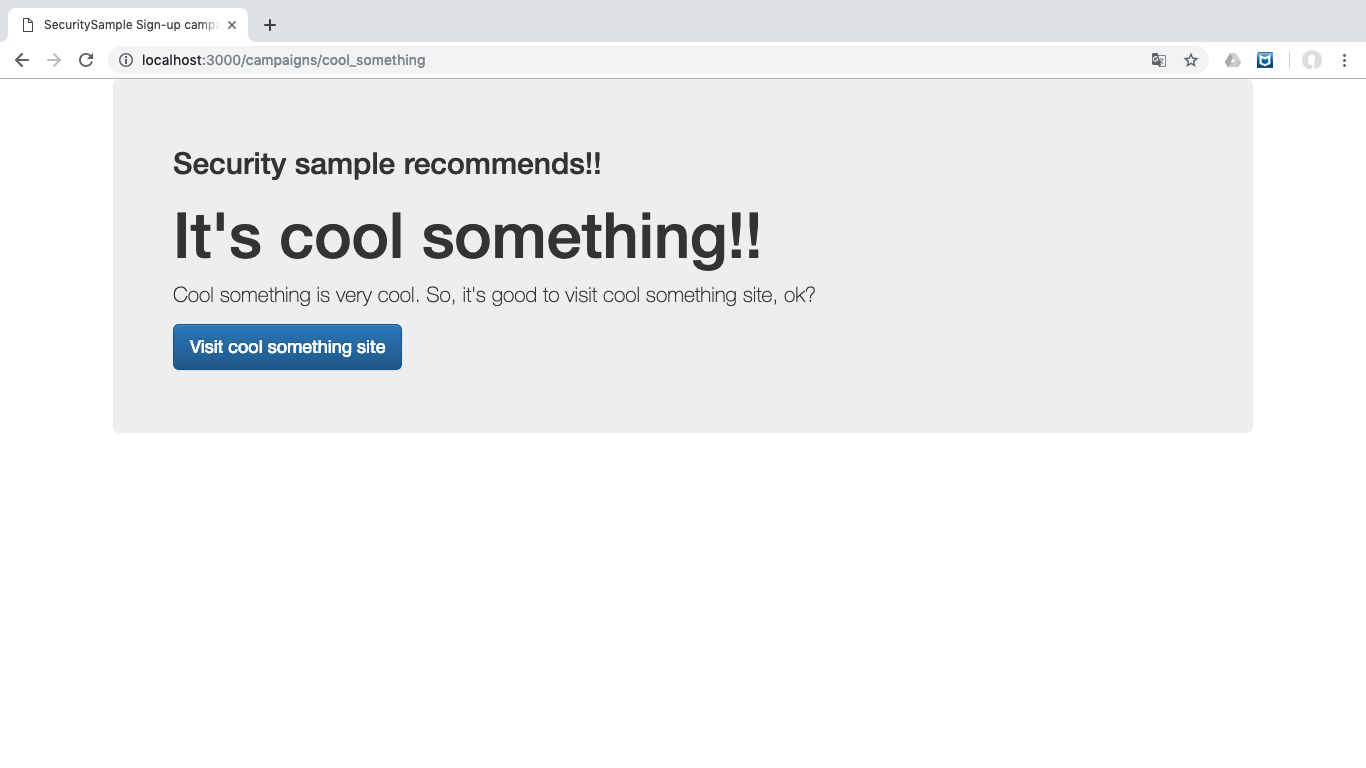 SecuritySample Sign-up camp
localhost:3000/campaigns/cool_something
Security sample recommends!!
It's cool something!!
Cool something is very cool. So, it's good to visit cool something site, ok?
Visit cool something site